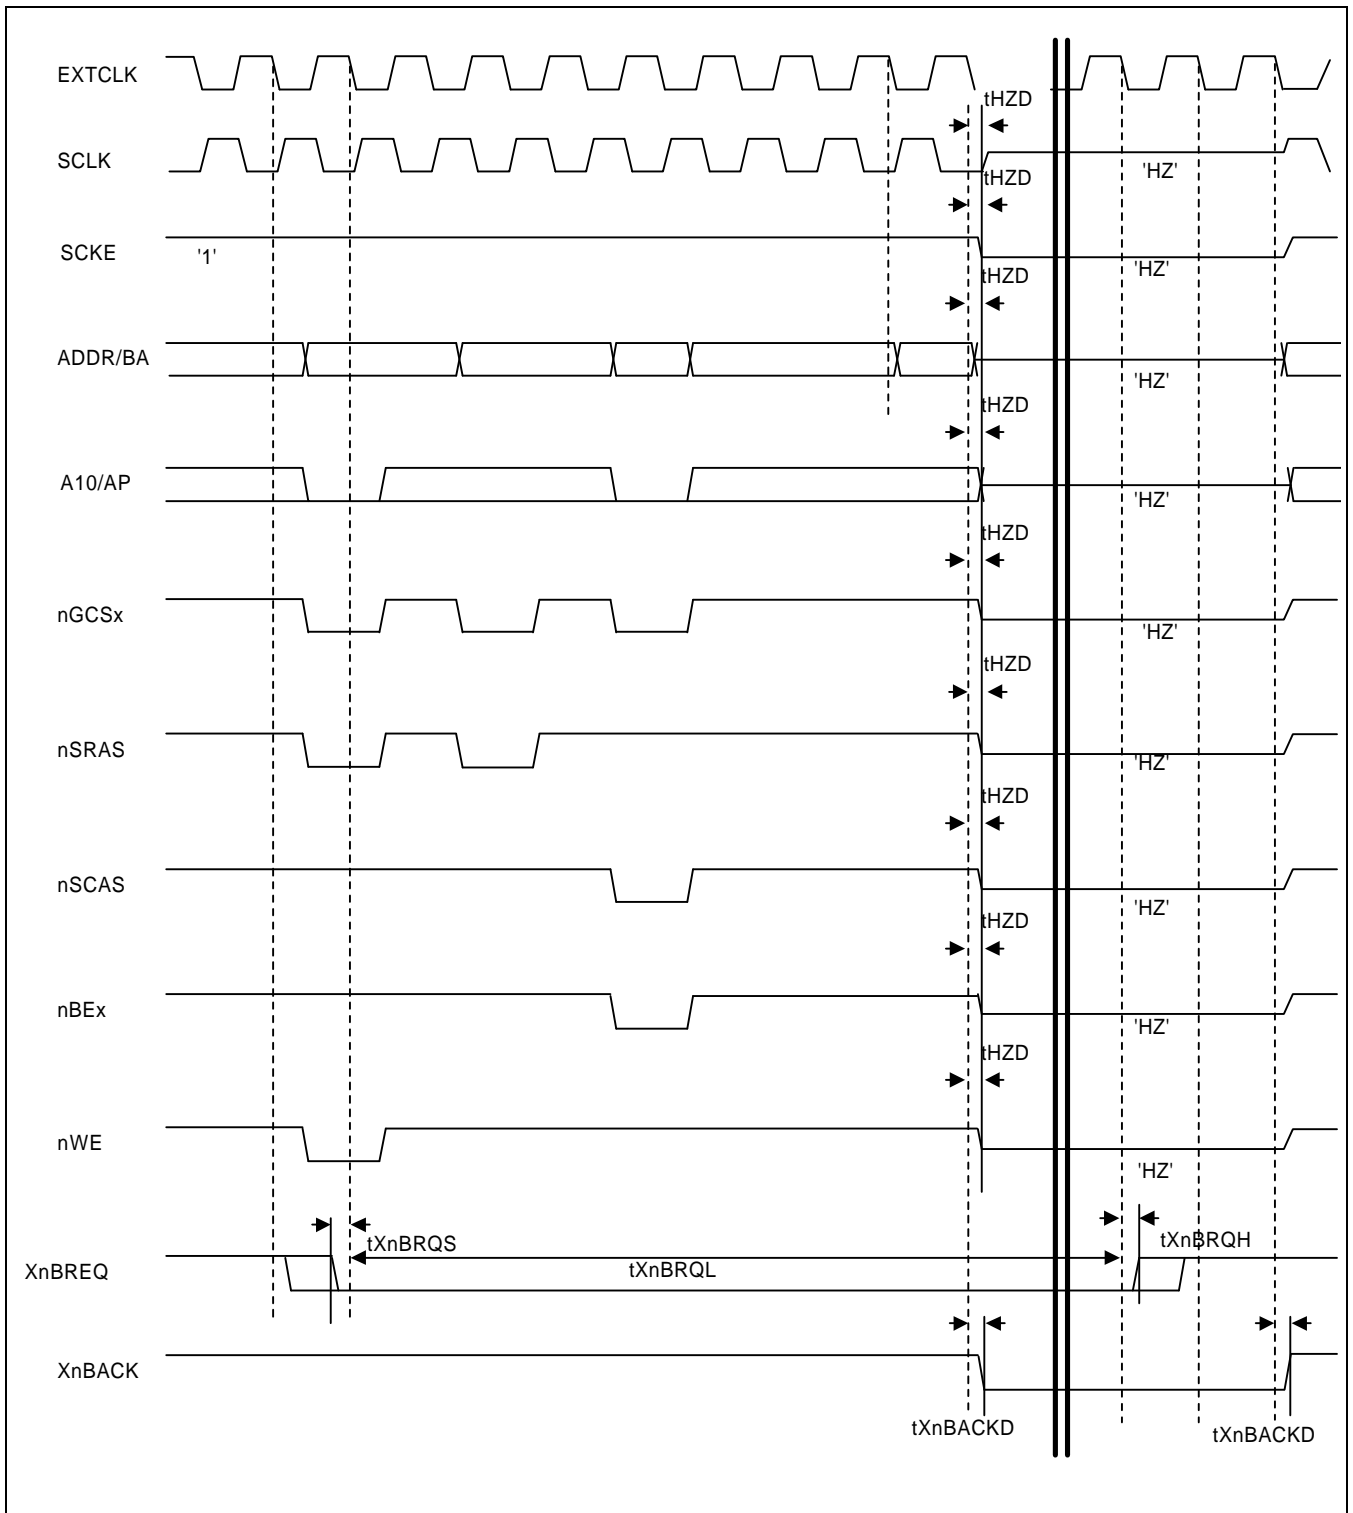 EXTCLK
tHZD
SCLK
'HZ'
tHZD
SCKE
'1'
'HZ'
tHZD
ADDR/BA
'HZ'
tHZD
A10/AP
'HZ'
tHZD
nGCSx
'HZ'
tHZD
nSRAS
'HZ'
tHZD
nSCAS
'HZ'
tHZD
nBEx
'HZ'
tHZD
nWE
'HZ'
tXnBRQS
tXnBRQH
XnBREQ
tXnBRQL
XnBACK
tXnBACKD
tXnBACKD